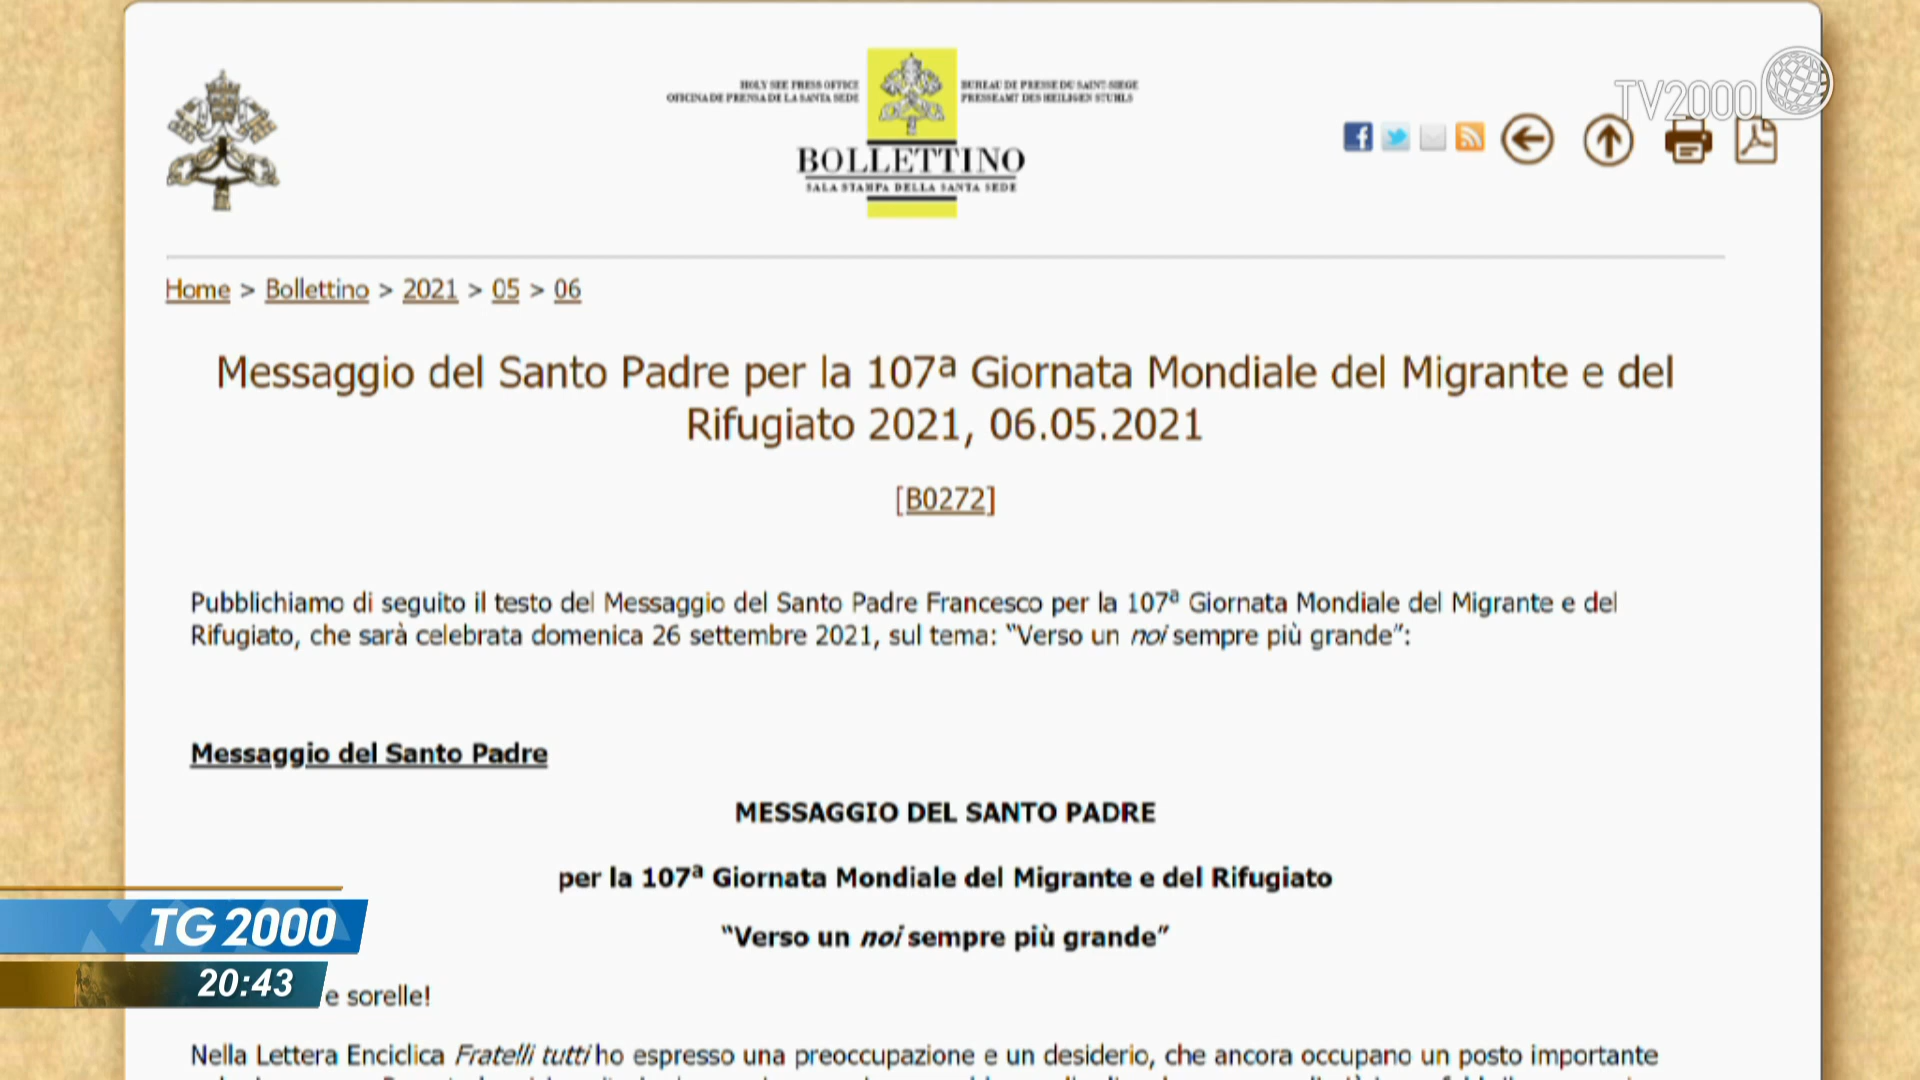 HOLY SEE PRESS OFFICE
OFICINA DE PRENSA DE LA SANTA SEDE
BUREAU DE PRESSE DU SAINT-SIEGE
PRESSEAMT DES HEILIGEN STUHLS
BOLLETTINO
SALA STAMPA DELLA SANTA SEDE
TV2000
Home > Bollettino > 2021 > 05 > 06
Messaggio del Santo Padre per la 107ª Giornata Mondiale del Migrante e del
Rifugiato 2021, 06.05.2021
[B0272]
Pubblichiamo di seguito il testo del Messaggio del Santo Padre Francesco per la 107ª Giornata Mondiale del Migrante e del
Rifugiato, che sarà celebrata domenica 26 settembre 2021, sul tema: "Verso un noi sempre più grande":
Messaggio del Santo Padre
MESSAGGIO DEL SANTO PADRE
per la 107ª Giornata Mondiale del Migrante e del Rifugiato
"Verso un noi sempre più grande"
TG 2000
20:43
e sorelle!
Nella Lettera Enciclica Fratelli tutti ho espresso una preoccupazione e un desiderio, che ancora occupano un posto importante